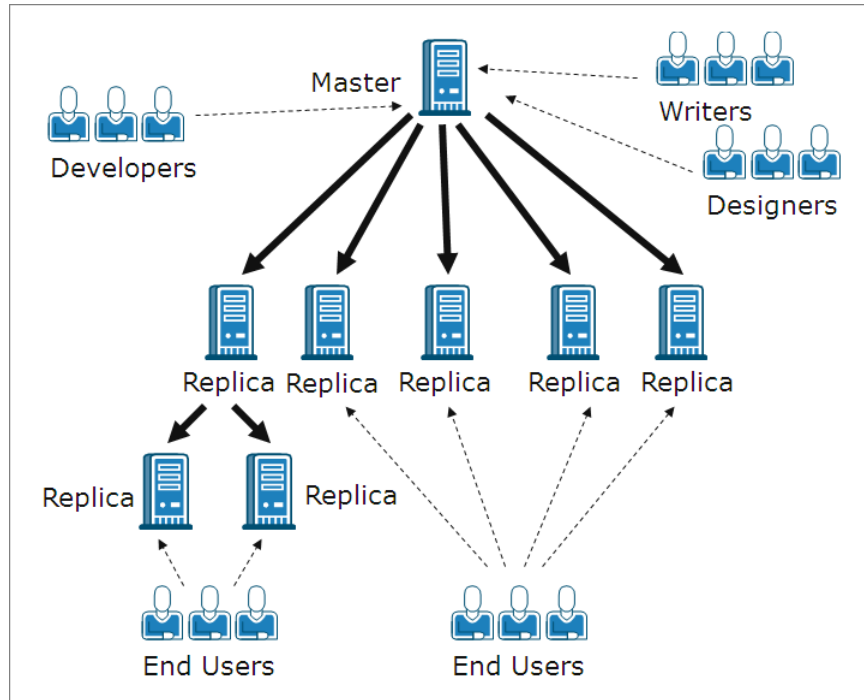 Master
Writers
Developers
Designers
Replica
Replica
Replica
Replica
Replica
Replica
Replica
End Users
End Users